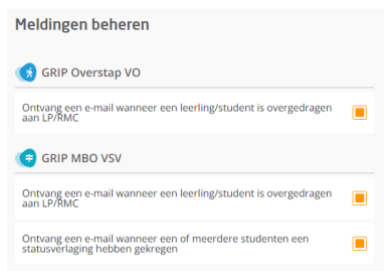 Meldingen beheren
GRIP Overstap VO
Ontvang een e-mail wanneer een leerling/student is overgedragen
aan LP/RMC
GRIP MBO VSV
Ontvang een e-mail wanneer een leerling/student is overgedragen
aan LP/RMC
Ontvang een e-mail wanneer een of meerdere studenten een
statusverlaging hebben gekregen